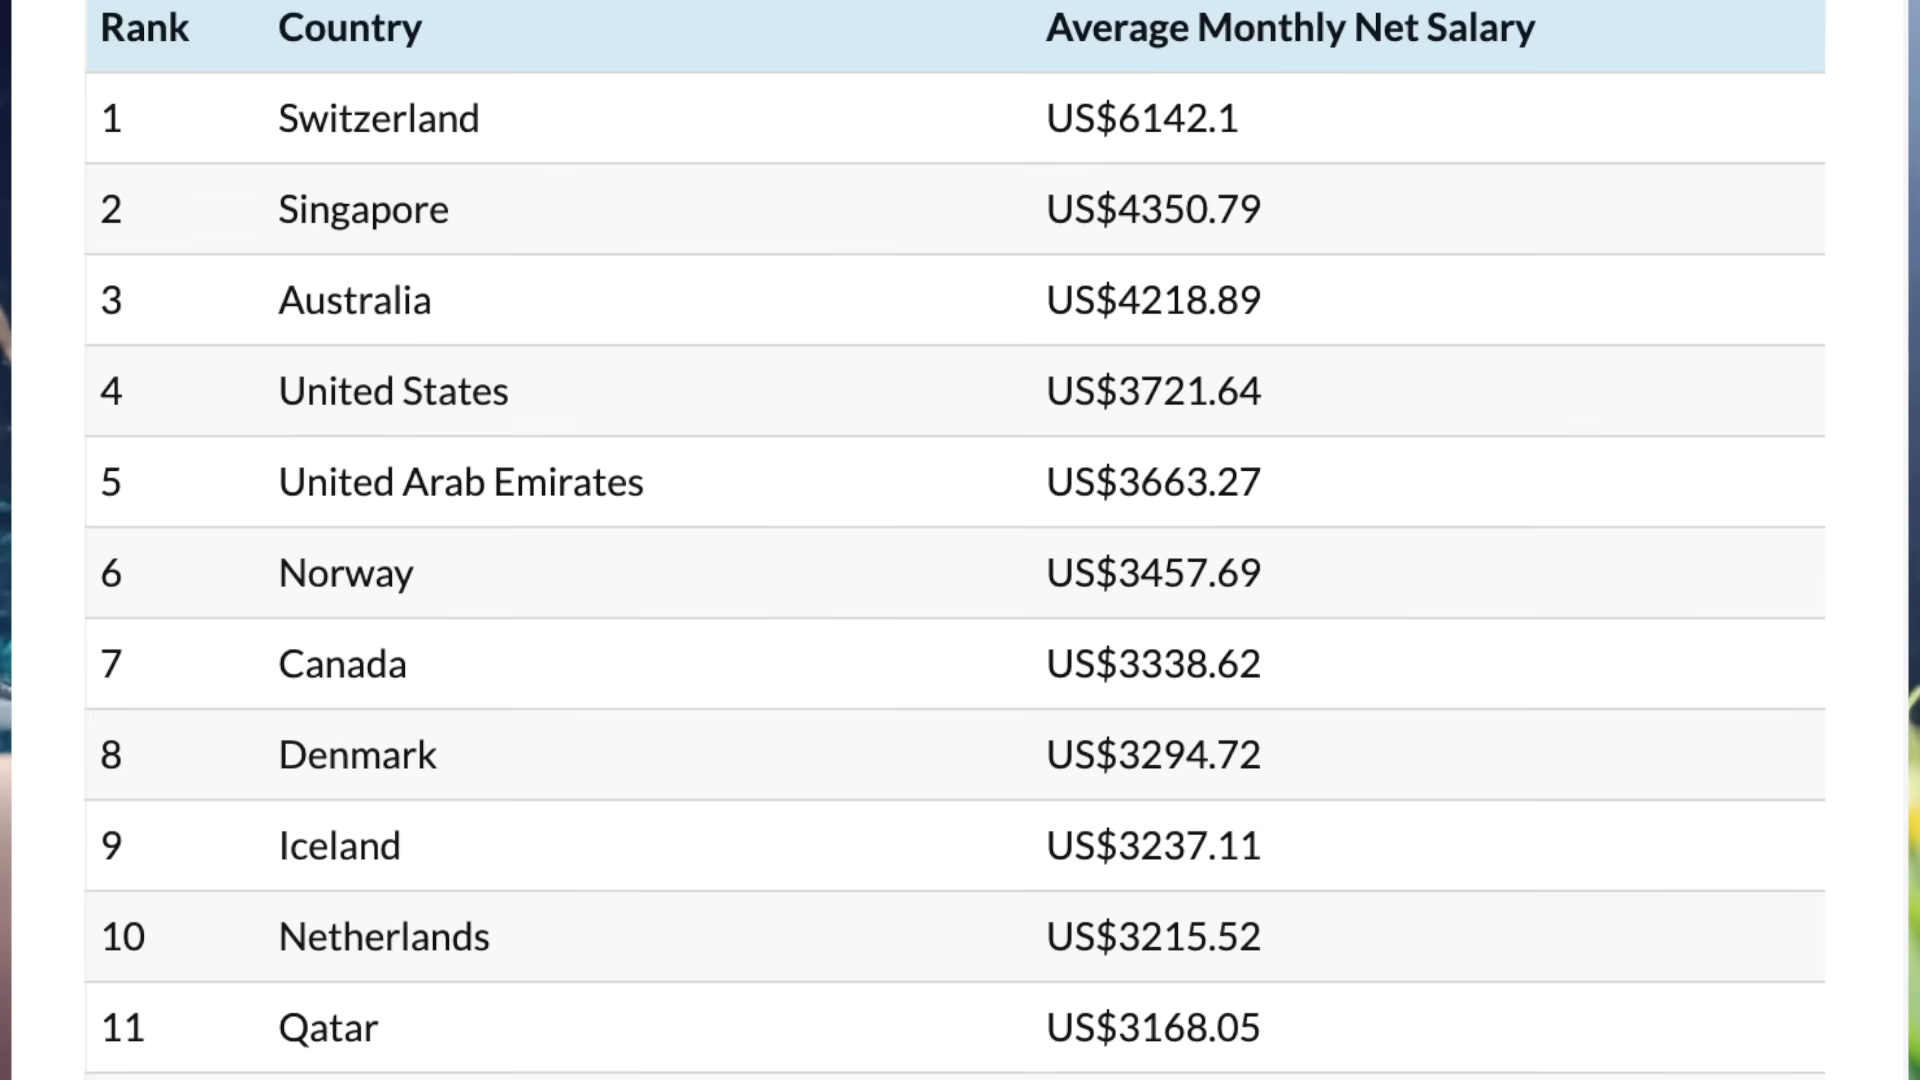 Rank Country Average Monthly Net Salary
1 Switzerland US$6142.1
2 Singapore US$4350.79
3 Australia US$4218.89
4 United States US$3721.64
5 United Arab Emirates US$3663.27
6 Norway US$3457.69
7 Canada US$3338.62
8 Denmark US$3294.72
9 Iceland US$3237.11
10 Netherlands US$3215.52
11 Qatar US$3168.05